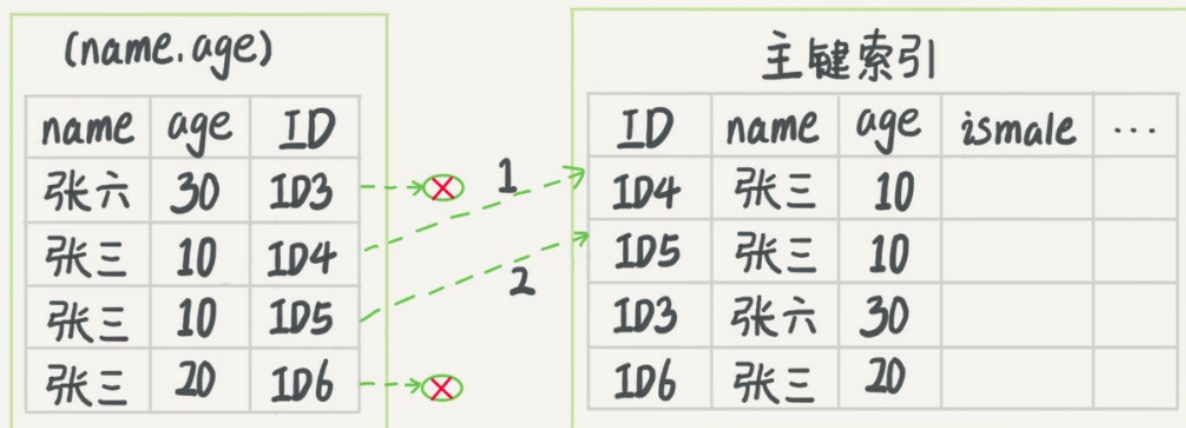 (name.age)
name age ID
张六 30 ID3
张三 10 ID4
张三 10 ID5
张三 20 ID6
1
2
主键索引
ID name age ismale ...
ID4 张三 10
ID5 张三 10
ID3 张六 30
ID6 张三 20